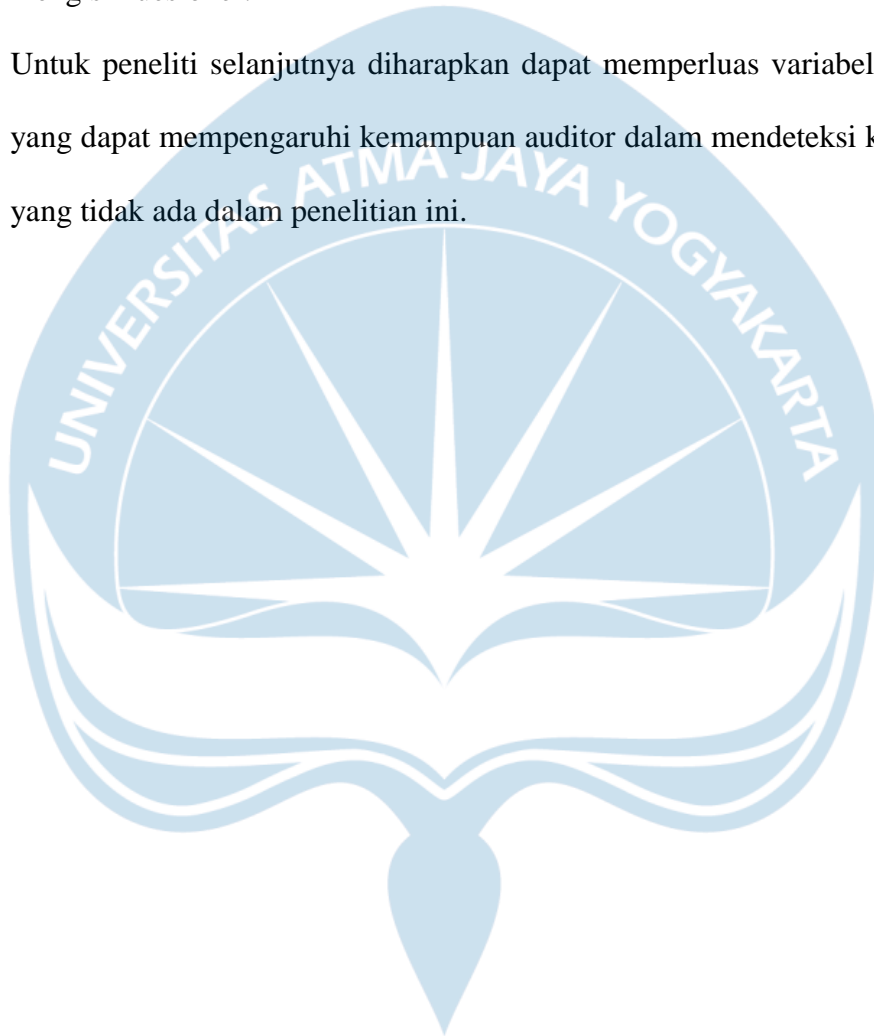 Untuk peneliti selanjutnya diharapkan dapat memperluas variabel
yang dapat mempengaruhi kemampuan auditor dalam mendeteksi
yang tidak ada dalam penelitian ini.
UNIVERSITAS ATMA JAYA YOGYAKARTA